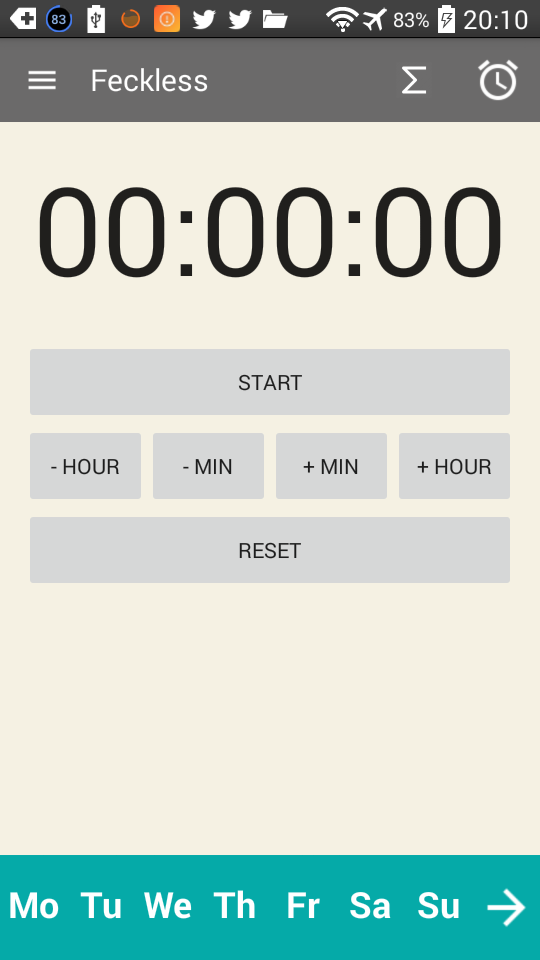 83 83% 20:10
Feckless
00:00:00
START
- HOUR - MIN + MIN + HOUR
RESET
Mo Tu We Th Fr Sa Su